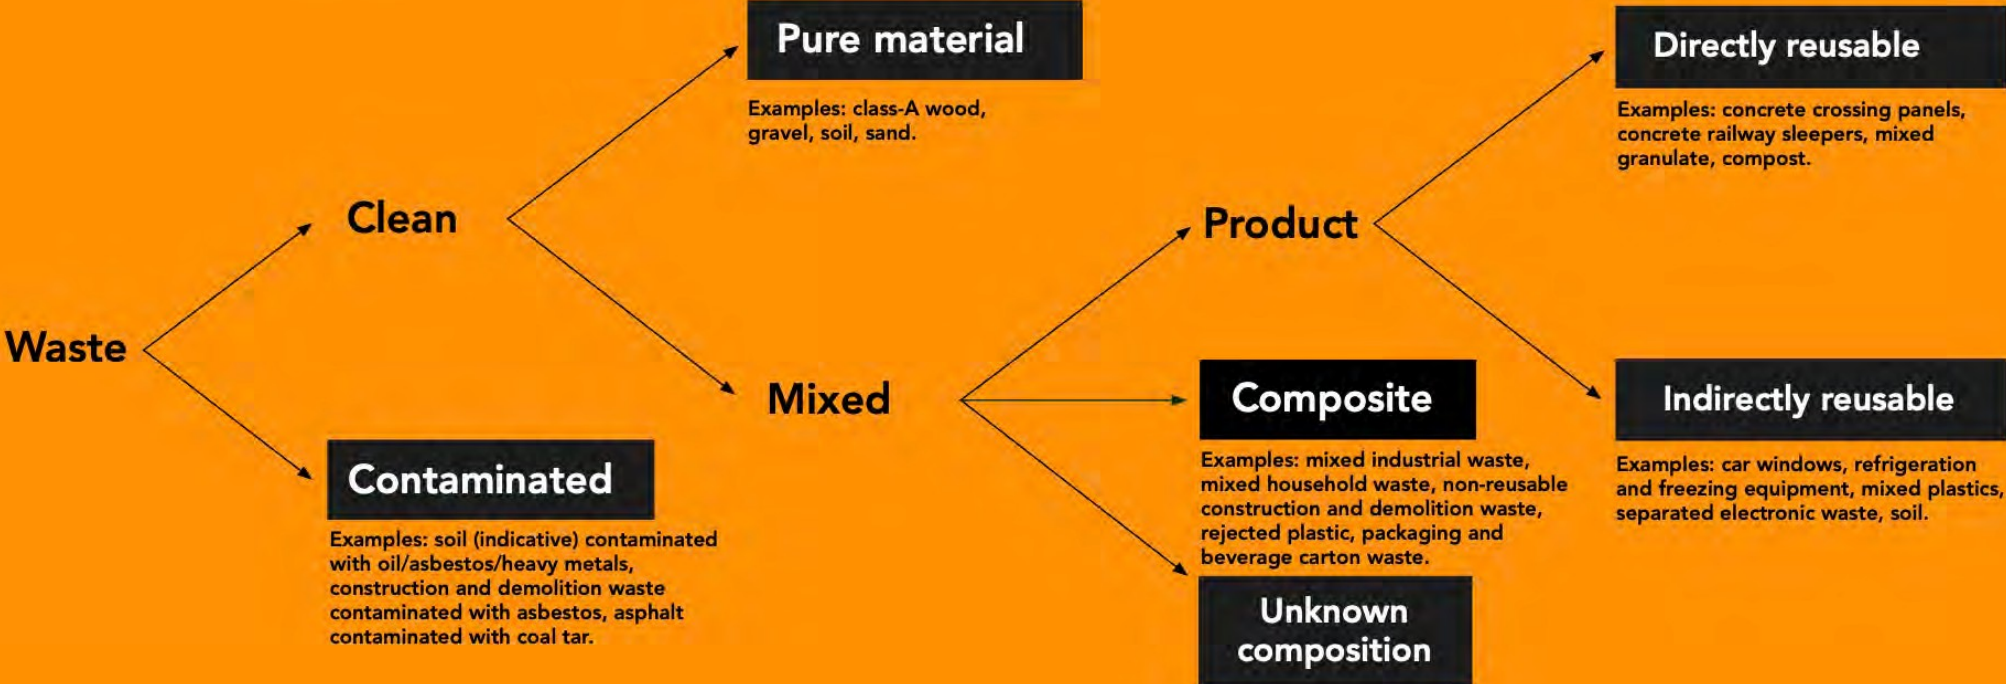 Waste
Clean
Contaminated
Examples: soil (indicative) contaminated
with oil/asbestos/heavy metals,
construction and demolition waste
contaminated with asbestos, asphalt
contaminated with coal tar.
Pure material
Examples: class-A wood,
gravel, soil, sand.
Mixed
Product
Composite
Examples: mixed industrial waste,
mixed household waste, non-reusable
construction and demolition waste,
rejected plastic, packaging and
beverage carton waste.
Unknown
composition
Directly reusable
Examples: concrete crossing panels,
concrete railway sleepers, mixed
granulate, compost.
Indirectly reusable
Examples: car windows, refrigeration
and freezing equipment, mixed plastics,
separated electronic waste, soil.